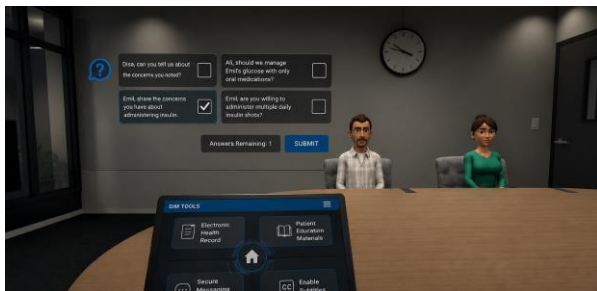 Disa, can you tell us about
the concerns you noted?
Ali, should we manage
Emil's glucose with only
oral medications?
Emil, share the concerns
you have about
administering insulin.
Emil, are you willing to
administer multiple daily
insulin shots?
Answers Remaining: 1
SUBMIT
SIM TOOLS
Electronic
Health
Record
Patient
Education
Materials
Secure
Messaging
CC
Enable
Subtitles